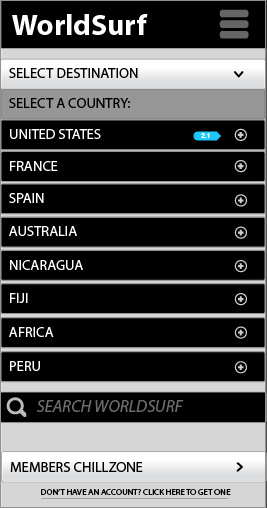 WorldSurf
SELECT DESTINATION
SELECT A COUNTRY:
UNITED STATES 2.1
FRANCE
SPAIN
AUSTRALIA
NICARAGUA
FIJI
AFRICA
PERU
SEARCH WORLDSURF
MEMBERS CHILLZONE
DON'T HAVE AN ACCOUNT? CLICK HERE TO GET ONE